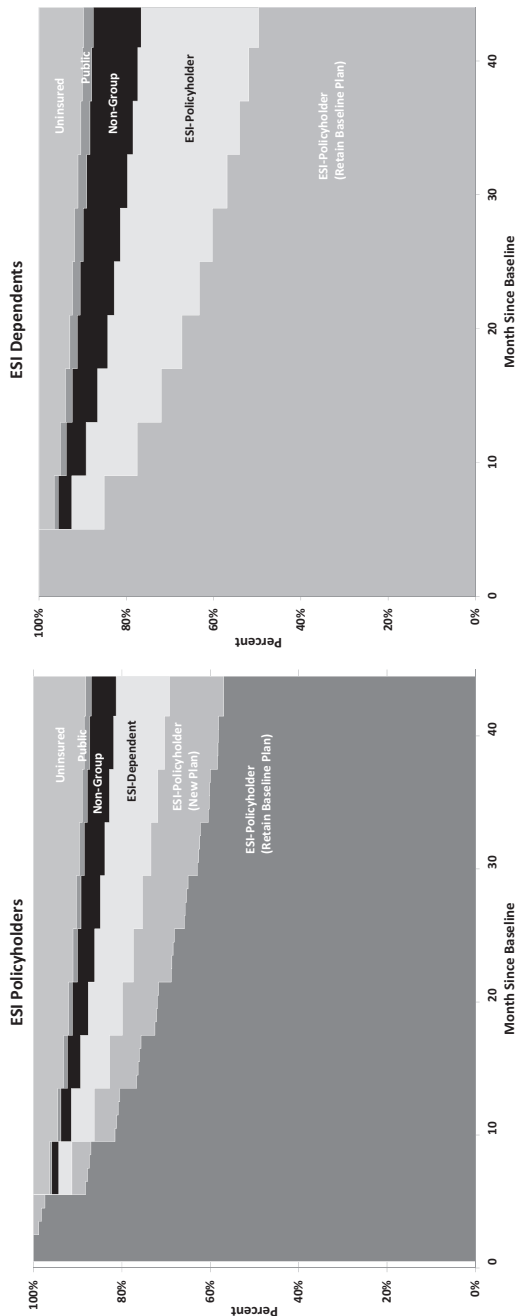 ESI Policyholders
100%
80%
60%
40%
20%
0%
Percent
0
10
20
30
40
Month Since Baseline
Uninsured
Public
Non-Group
ESI-Dependent
ESI-Policyholder
(New Plan)
ESI-Policyholder
(Retain Baseline Plan)
ESI Dependents
100%
80%
60%
40%
20%
0%
Percent
0
10
20
30
40
Month Since Baseline
Uninsured
Public
Non-Group
ESI-Policyholder
ESI-Policyholder
(Retain Baseline Plan)